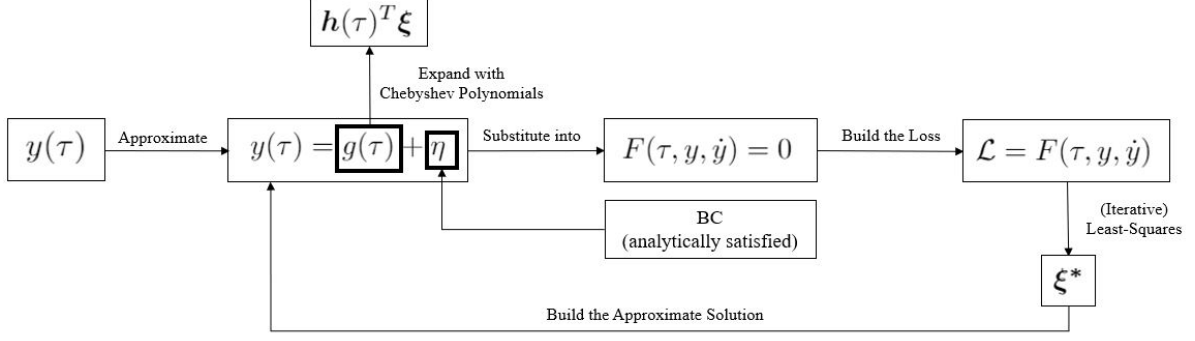 h(τ)ᵀξ
Expand with
Chebyshev Polynomials
y(τ)
Approximate
y(τ) = g(τ) + η
Substitute into
F(τ, y, ẏ) = 0
Build the Loss
ℒ = F(τ, y, ẏ)
BC
(analytically satisfied)
(Iterative)
Least-Squares
ξ*
Build the Approximate Solution